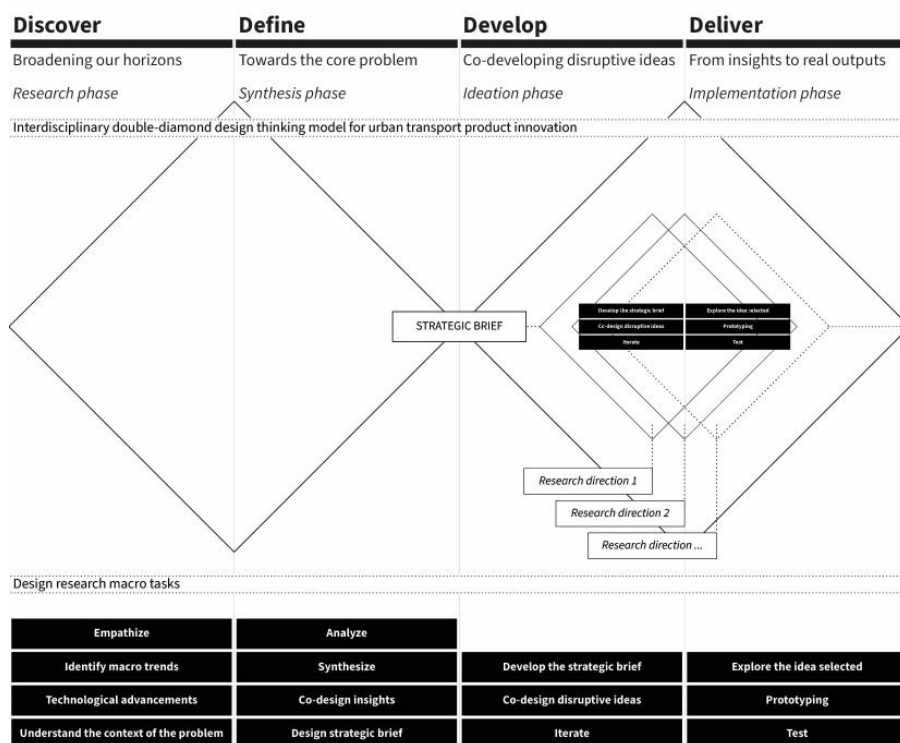 Discover Define Develop Deliver
Broadening our horizons Towards the core problem Co-developing disruptive ideas From insights to real outputs
Research phase Synthesis phase Ideation phase Implementation phase
Interdisciplinary double-diamond design thinking model for urban transport product innovation
Develop the strategic brief Explore the idea selected
STRATEGIC BRIEF Co-design disruptive ideas Prototyping
Iterate Test
Research direction 1
Research direction 2
Research direction ...
Design research macro tasks
Empathize Analyze
Identify macro trends Synthesize Develop the strategic brief Explore the idea selected
Technological advancements Co-design insights Co-design disruptive ideas Prototyping
Understand the context of the problem Design strategic brief Iterate Test